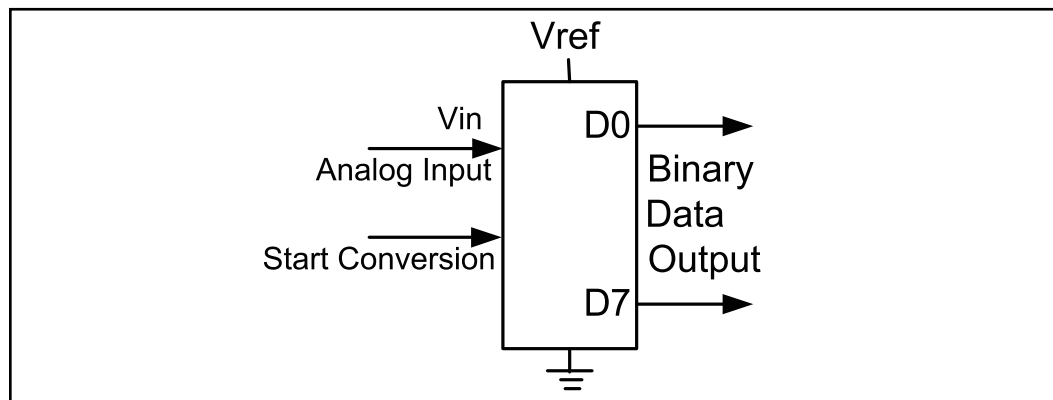 Vref
Vin
Analog Input
Start Conversion
D0
Binary
Data
Output
D7